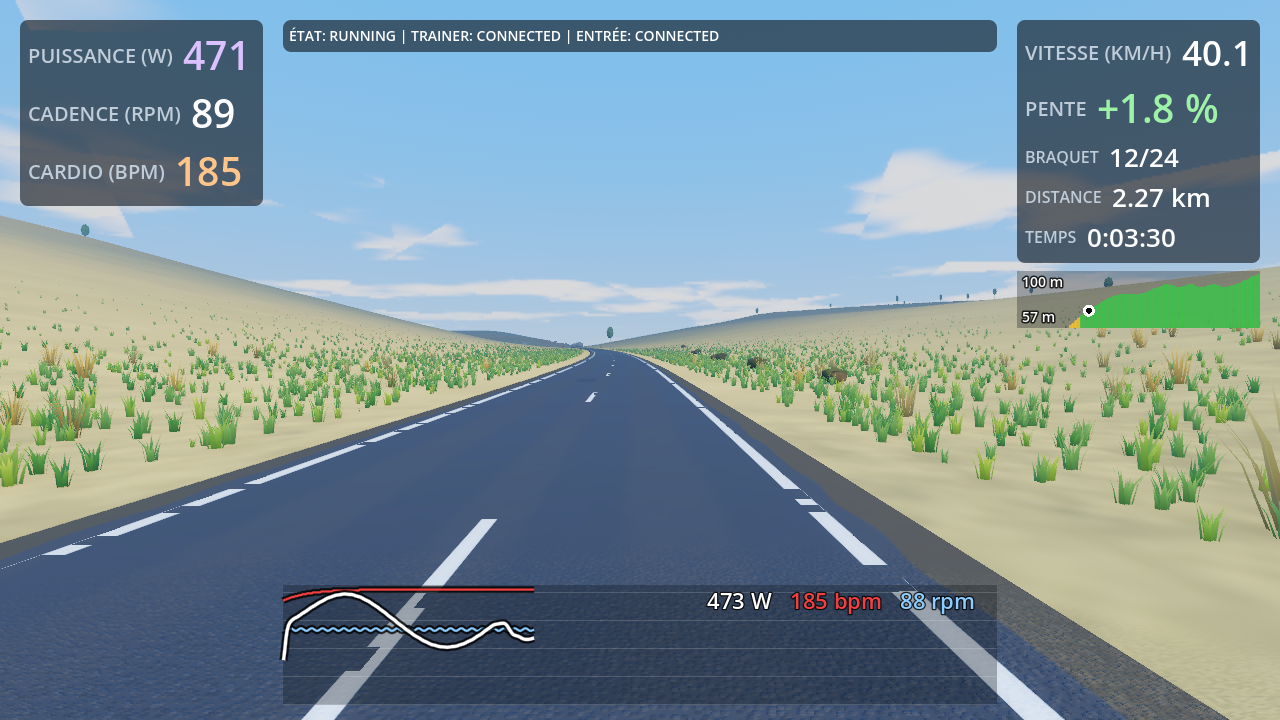 PUISSANCE (W) 471
CADENCE (RPM) 89
CARDIO (BPM) 185
ÉTAT: RUNNING | TRAINER: CONNECTED | ENTRÉE: CONNECTED
VITESSE (KM/H) 40.1
PENTE +1.8 %
BRAQUET 12/24
DISTANCE 2.27 km
TEMPS 0:03:30
100 m
57 m
473 W 185 bpm 88 rpm